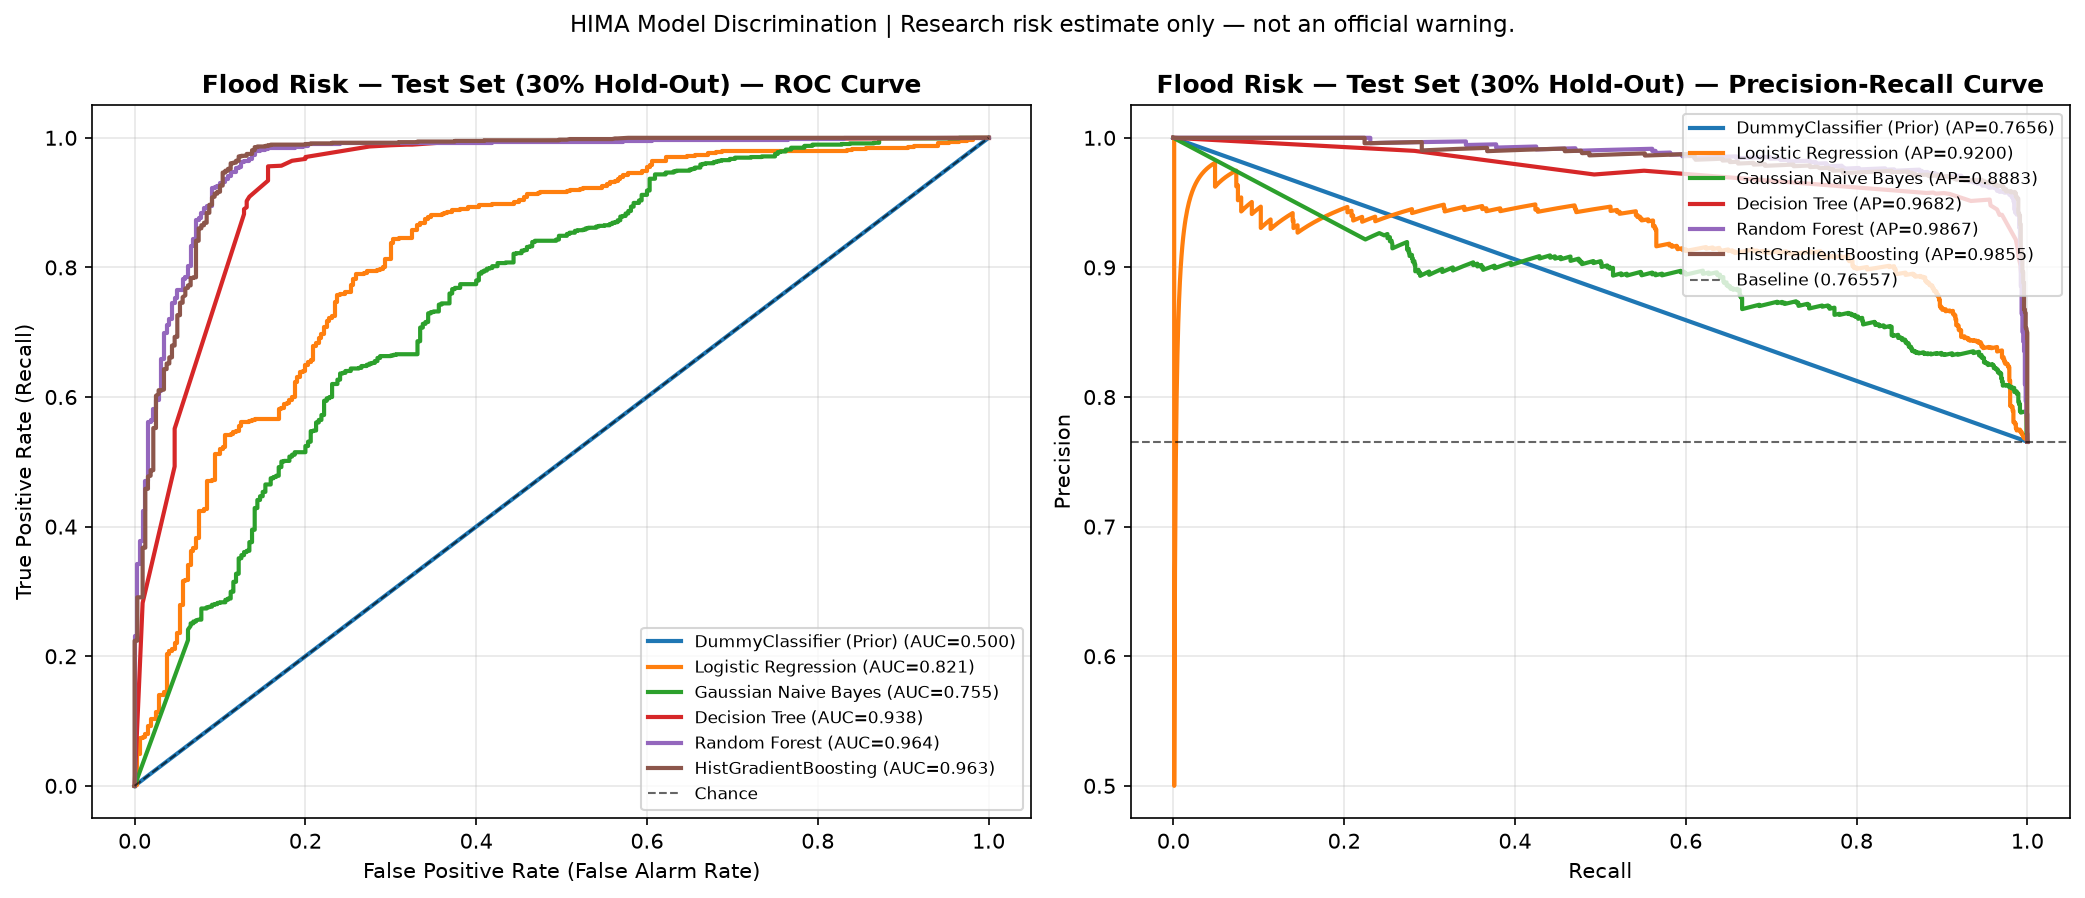 HIMA Model Discrimination | Research risk estimate only — not an official warning.
Flood Risk — Test Set (30% Hold-Out) — ROC Curve
1.0
0.8
0.6
0.4
0.2
0.0
True Positive Rate (Recall)
DummyClassifier (Prior) (AUC=0.500)
Logistic Regression (AUC=0.821)
Gaussian Naive Bayes (AUC=0.755)
Decision Tree (AUC=0.938)
Random Forest (AUC=0.964)
HistGradientBoosting (AUC=0.963)
Chance
0.0 0.2 0.4 0.6 0.8 1.0
False Positive Rate (False Alarm Rate)
Flood Risk — Test Set (30% Hold-Out) — Precision-Recall Curve
DummyClassifier (Prior) (AP=0.7656)
Logistic Regression (AP=0.9200)
Gaussian Naive Bayes (AP=0.8883)
Decision Tree (AP=0.9682)
Random Forest (AP=0.9867)
HistGradientBoosting (AP=0.9855)
Baseline (0.76557)
1.0
0.9
0.8
0.7
0.6
0.5
Precision
0.0 0.2 0.4 0.6 0.8 1.0
Recall